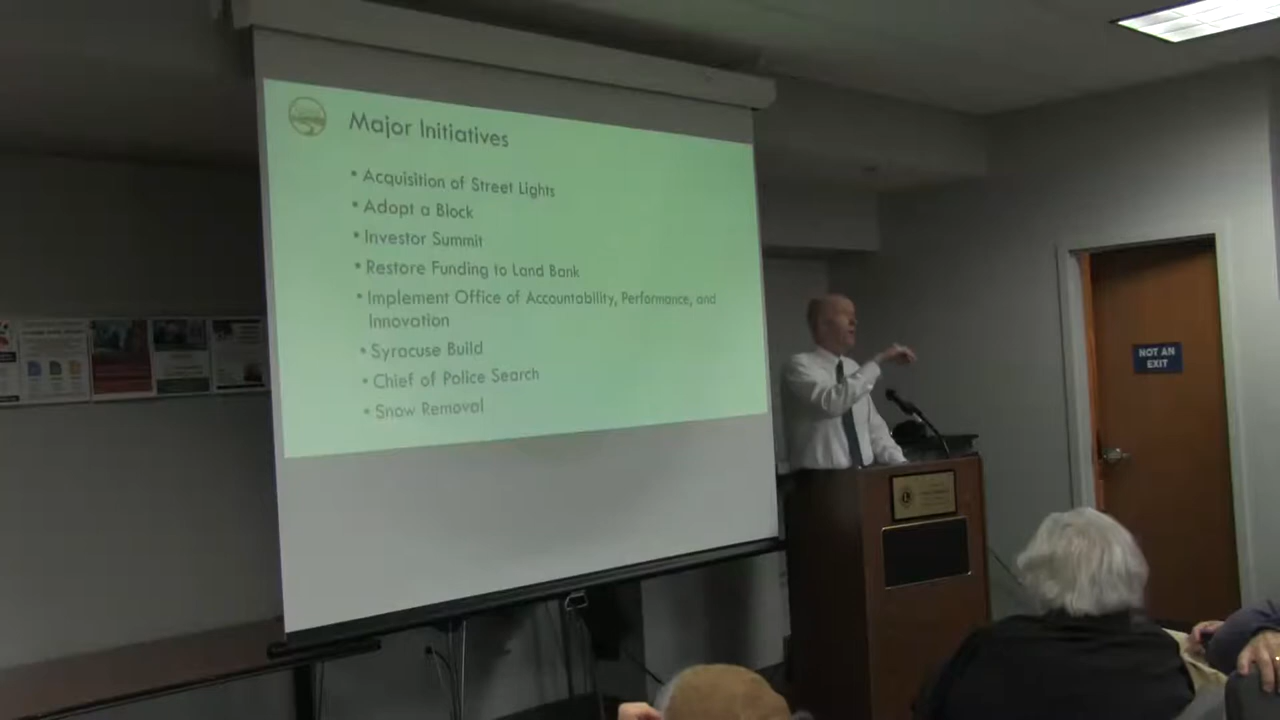 Major Initiatives
• Acquisition of Street Lights
• Adopt a Block
• Investor Summit
• Restore Funding to Land Bank
• Implement Office of Accountability, Performance, and
Innovation
• Syracuse Build
• Chief of Police Search
• Snow Removal
NOT AN
EXIT